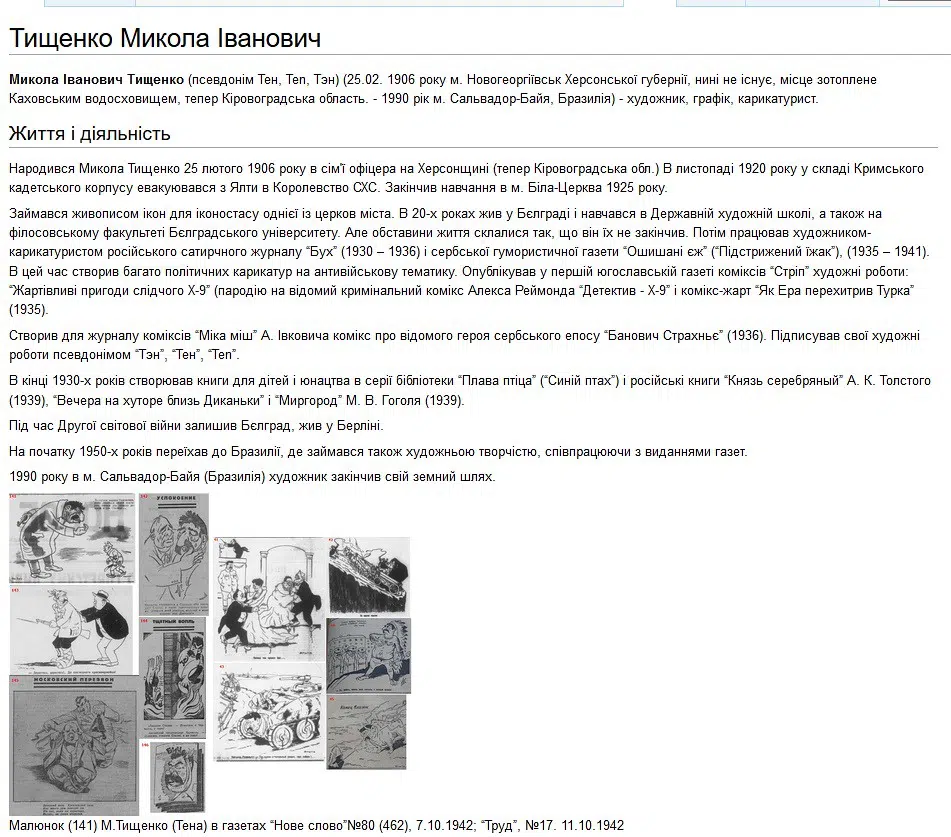 Тищенко Микола Іванович
Микола Іванович Тищенко (псевдонім Тен, Ten, Тэн) (25.02. 1906 року м. Новогеоргіївськ Херсонської губернії, нині не існує, місце зотоплене
Каховським водосховищем, тепер Кіровоградська область. - 1990 рік м. Сальвадор-Байя, Бразилія) - художник, графік, карикатурист.
Життя і діяльність
Народився Микола Тищенко 25 лютого 1906 року в сім'ї офіцера на Херсонщині (тепер Кіровоградська обл.) В листопаді 1920 року у складі Кримського
кадетського корпусу евакуювався з Ялти в Королевство СХС. Закінчив навчання в м. Біла-Церква 1925 року.
Займався живописом ікон для іконостасу однієї із церков міста. В 20-х роках жив у Бєлграді і навчався в Державній художній школі, а також на
філосовському факультеті Бєлградського університету. Але обставини життя склалися так, що він їх не закінчив. Потім працював художником-
карикатуристом російського сатирчного журналу “Бух” (1930 – 1936) і сербської гумористичної газети “Ошишані єж” (“Підстрижений їжак”), (1935 – 1941).
В цей час створив багато політичних карикатур на антивійськову тематику. Опублікував у першій югославській газеті коміксів “Стріп” художні роботи:
“Жартівливі пригоди слідчого Х-9” (пародію на відомий кримінальний комікс Алекса Реймонда “Детектив - Х-9” і комікс-жарт “Як Ера перехитрив Турка”
(1935).
Створив для журналу коміксів “Міка міш” А. Івковича комікс про відомого героя сербського епосу “Банович Страхньє” (1936). Підписував свої художні
роботи псевдонімом “Тэн”, “Тен”, “Ten”.
В кінці 1930-х років створював книги для дітей і юнацтва в серії бібліотеки “Плава птіца” (“Синій птах”) і російські книги “Князь серебряный” А. К. Толстого
(1939), “Вечера на хуторе близь Диканьки” і “Миргород” М. В. Гоголя (1939).
Під час Другої світової війни залишив Бєлград, жив у Берліні.
На початку 1950-х років переїхав до Бразилії, де займався також художньою творчістю, співпрацюючи з виданнями газет.
1990 року в м. Сальвадор-Байя (Бразилія) художник закінчив свій земний шлях.
УСПОКОЕНИЕ
ТЩЕТНЫЙ ВОПЛЬ
МОСКОВСКИЙ ПЕРЕЗВОН
Малюнок (141) М.Тищенко (Тена) в газетах “Нове слово”№80 (462), 7.10.1942; “Труд”, №17. 11.10.1942